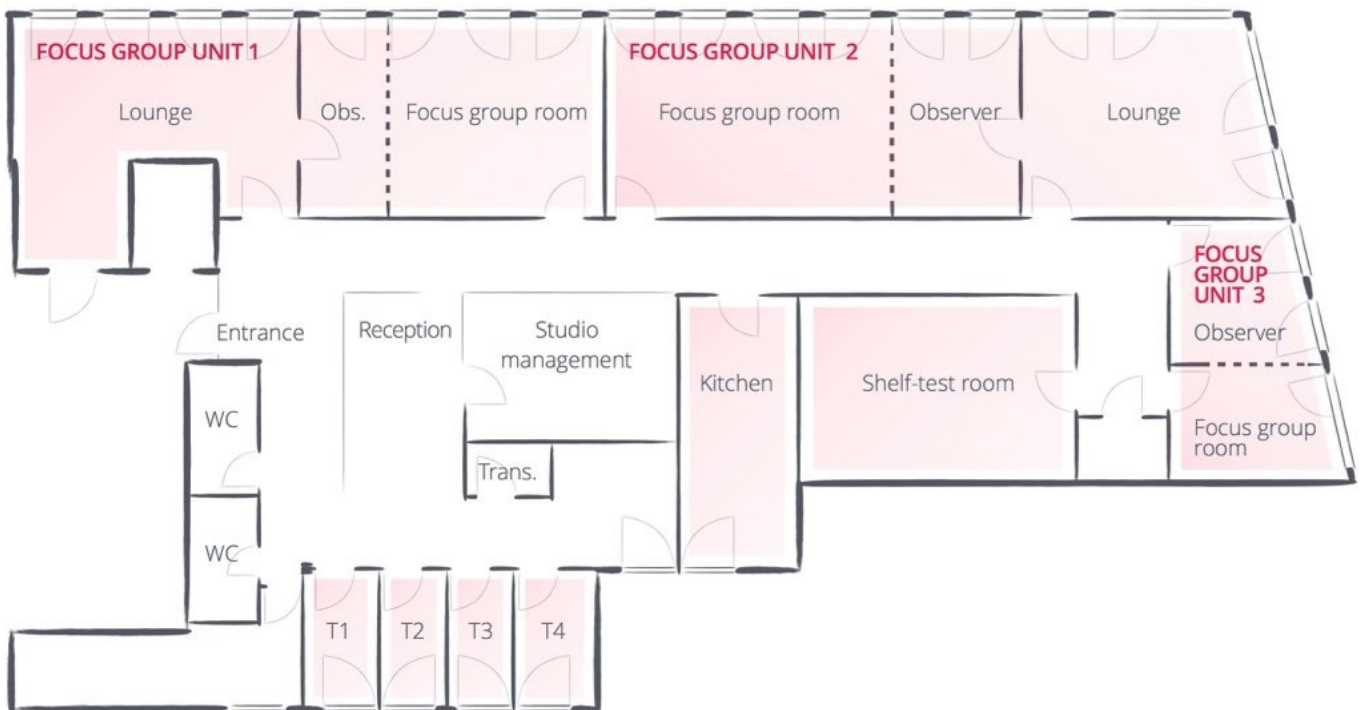 FOCUS GROUP UNIT 1
FOCUS GROUP UNIT 2
Lounge
Obs.
Focus group room
Focus group room
Observer
Lounge
FOCUS
GROUP
UNIT 3
Observer
Focus group
room
Entrance
Reception
Studio
management
Kitchen
Shelf-test room
WC
Trans.
WC
T1
T2
T3
T4